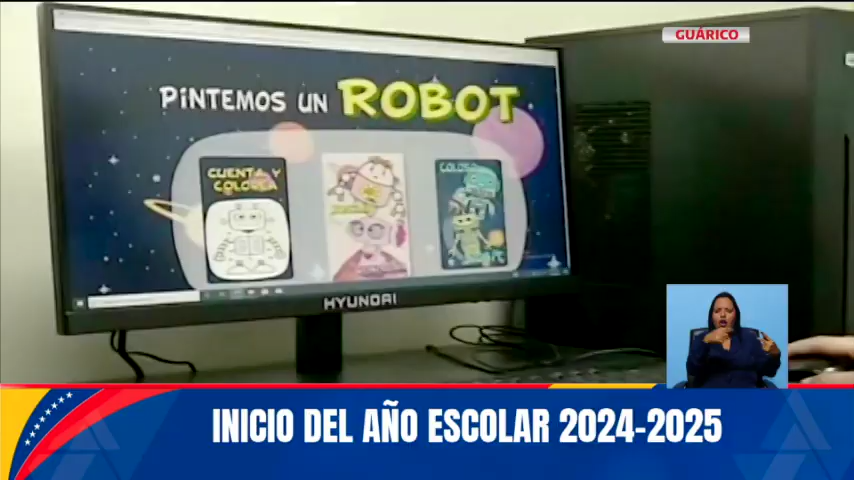 GUÁRICO
PiNTEMOS UN ROBOT
CUENTA Y
COLOREA
HYUNDAI
INICIO DEL AÑO ESCOLAR 2024-2025